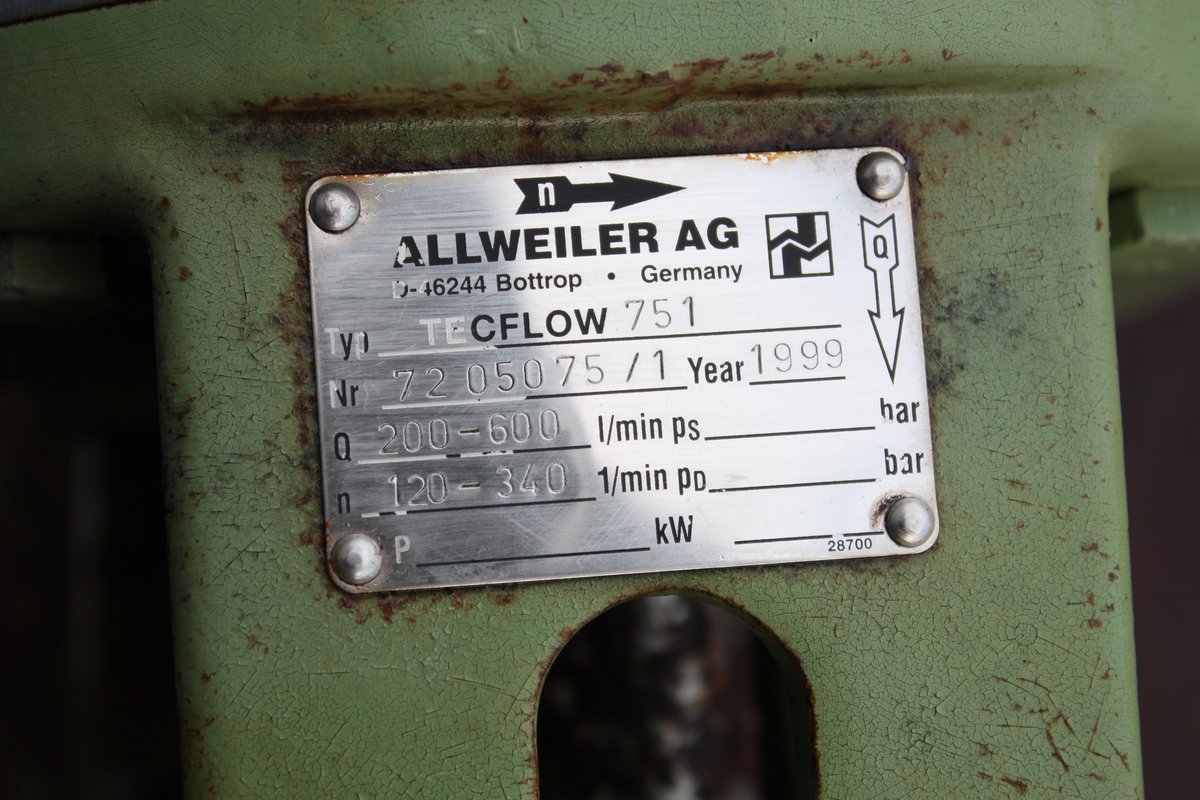 n
ALLWEILER AG
D-46244 Bottrop • Germany
Q
Typ TECFLOW 751
Nr 72 05075/1 Year 1999
Q 200-600 l/min ps bar
n 120-340 1/min pd bar
P kW
28700